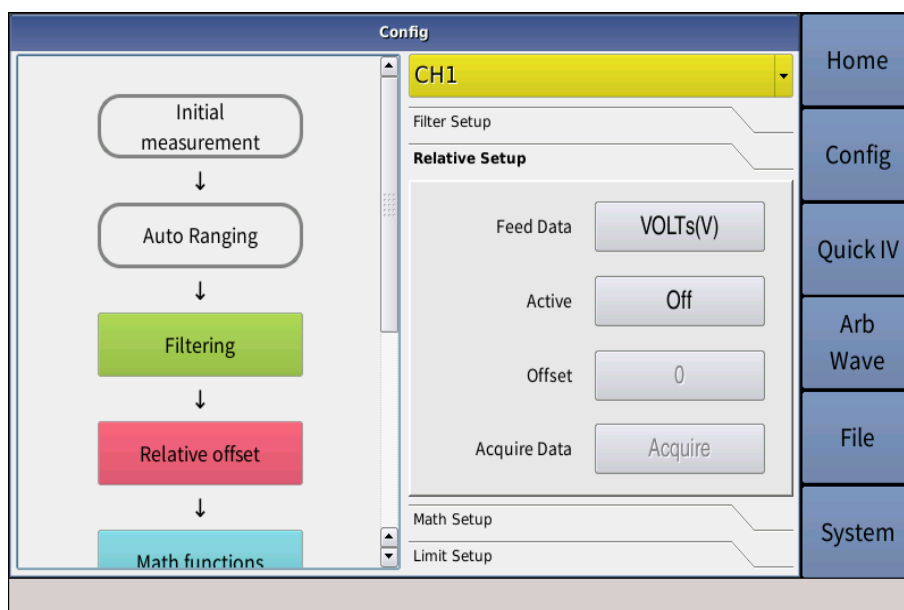 Config
Initial
measurement
↓
Auto Ranging
↓
Filtering
↓
Relative offset
↓
Math functions
CH1
Filter Setup
Relative Setup
Feed Data VOLTs(V)
Active Off
Offset 0
Acquire Data Acquire
Math Setup
Limit Setup
Home
Config
Quick IV
Arb
Wave
File
System